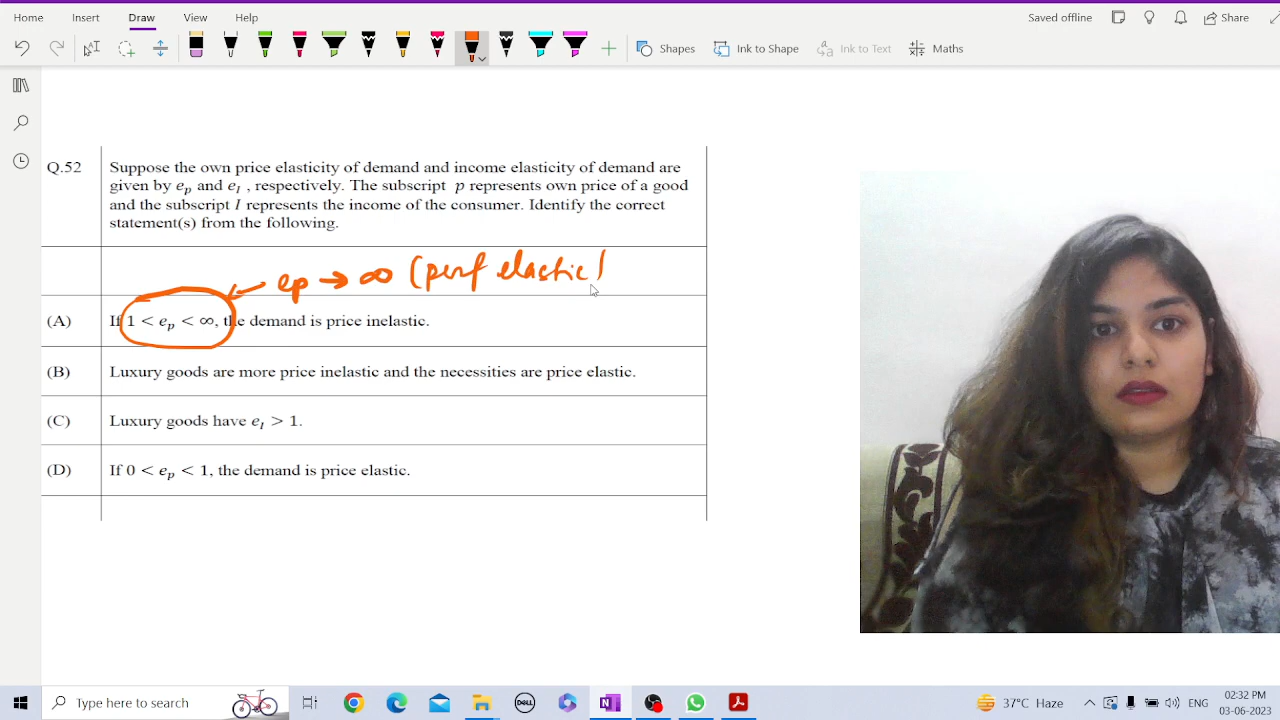 Home Insert Draw View Help Saved offline Share
Shapes Ink to Shape Ink to Text Maths
Q.52 Suppose the own price elasticity of demand and income elasticity of demand are
given by eₚ and eᵢ , respectively. The subscript p represents own price of a good
and the subscript I represents the income of the consumer. Identify the correct
statement(s) from the following.
ep → ∞ (perf elastic)
(A) If 1 < eₚ < ∞, the demand is price inelastic.
(B) Luxury goods are more price inelastic and the necessities are price elastic.
(C) Luxury goods have eᵢ > 1.
(D) If 0 < eₚ < 1, the demand is price elastic.
Type here to search DELL 37°C Haze ENG 02:32 PM
03-06-2023